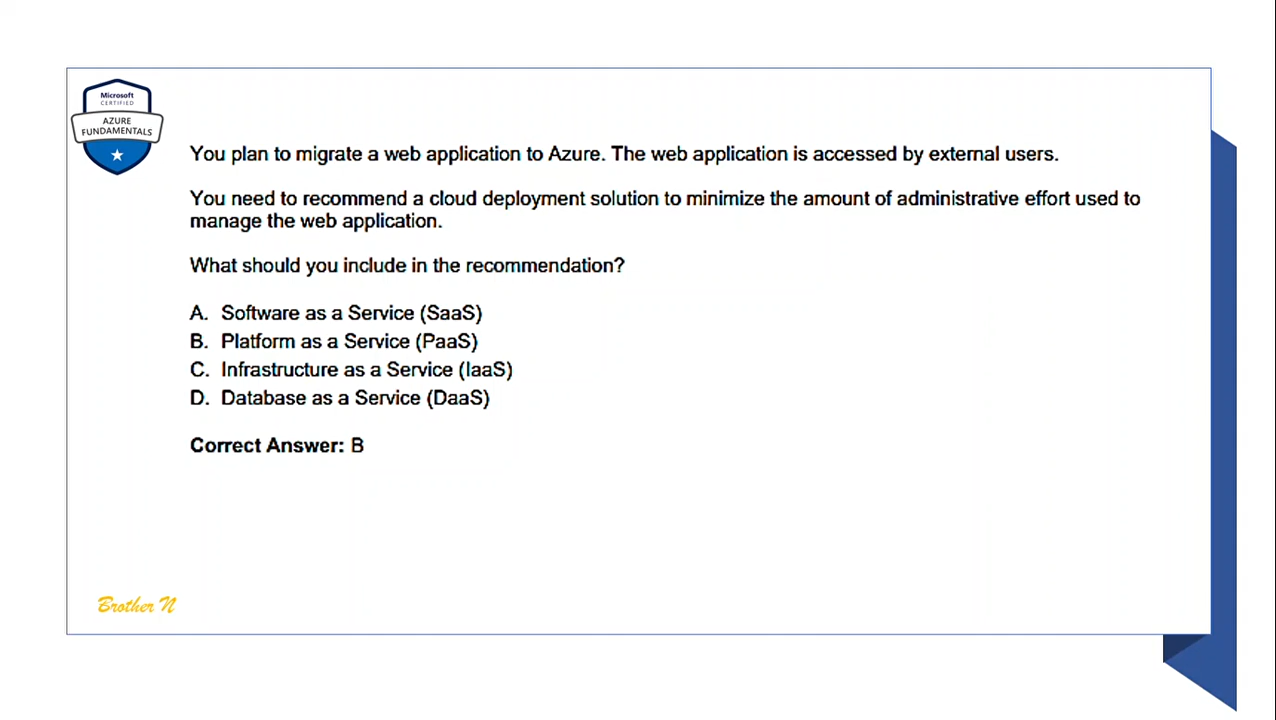 Microsoft
CERTIFIED
AZURE
FUNDAMENTALS
You plan to migrate a web application to Azure. The web application is accessed by external users.
You need to recommend a cloud deployment solution to minimize the amount of administrative effort used to
manage the web application.
What should you include in the recommendation?
A. Software as a Service (SaaS)
B. Platform as a Service (PaaS)
C. Infrastructure as a Service (IaaS)
D. Database as a Service (DaaS)
Correct Answer: B
Brother N